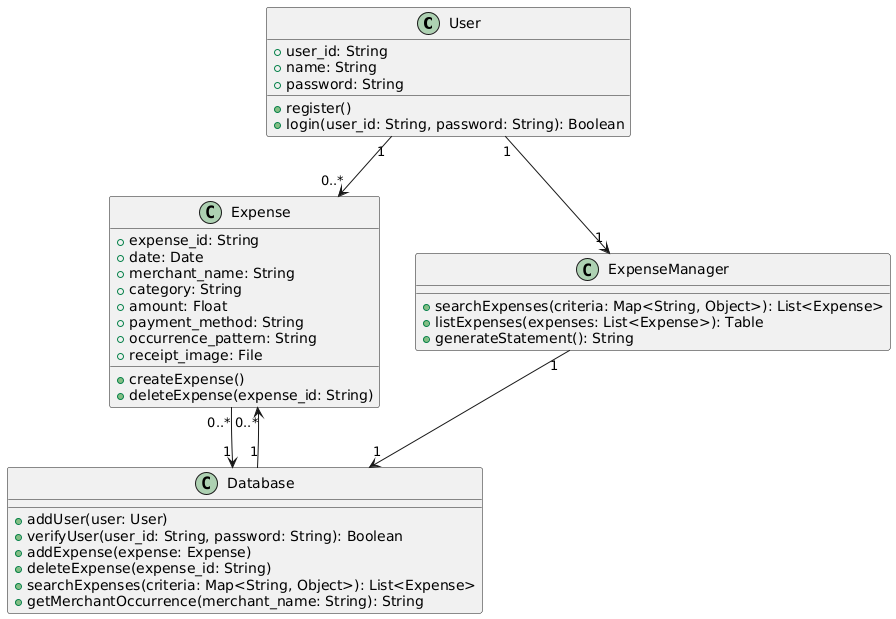 C User
user_id: String
name: String
password: String
register()
login(user_id: String, password: String): Boolean
1
1
0..*
1
C Expense
expense_id: String
date: Date
merchant_name: String
category: String
amount: Float
payment_method: String
occurrence_pattern: String
receipt_image: File
createExpense()
deleteExpense(expense_id: String)
C ExpenseManager
searchExpenses(criteria: Map<String, Object>): List<Expense>
listExpenses(expenses: List<Expense>): Table
generateStatement(): String
1
0..*
0..*
1
1
1
C Database
addUser(user: User)
verifyUser(user_id: String, password: String): Boolean
addExpense(expense: Expense)
deleteExpense(expense_id: String)
searchExpenses(criteria: Map<String, Object>): List<Expense>
getMerchantOccurrence(merchant_name: String): String